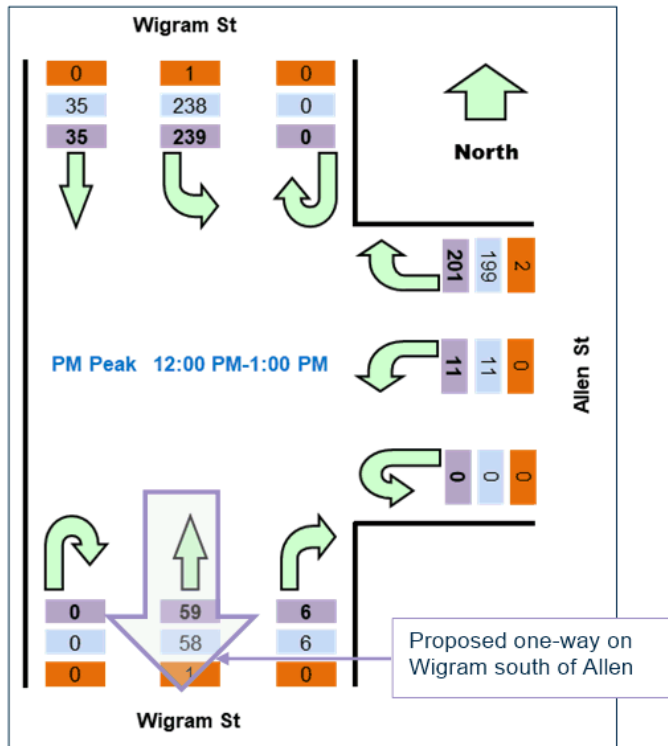 Wigram St
0 1 0
35 238 0
35 239 0
North
201 199 2
PM Peak 12:00 PM-1:00 PM
11 11 0
Allen St
0 0 0
0 59 6
0 58 6
0 1 0
Proposed one-way on
Wigram south of Allen
Wigram St